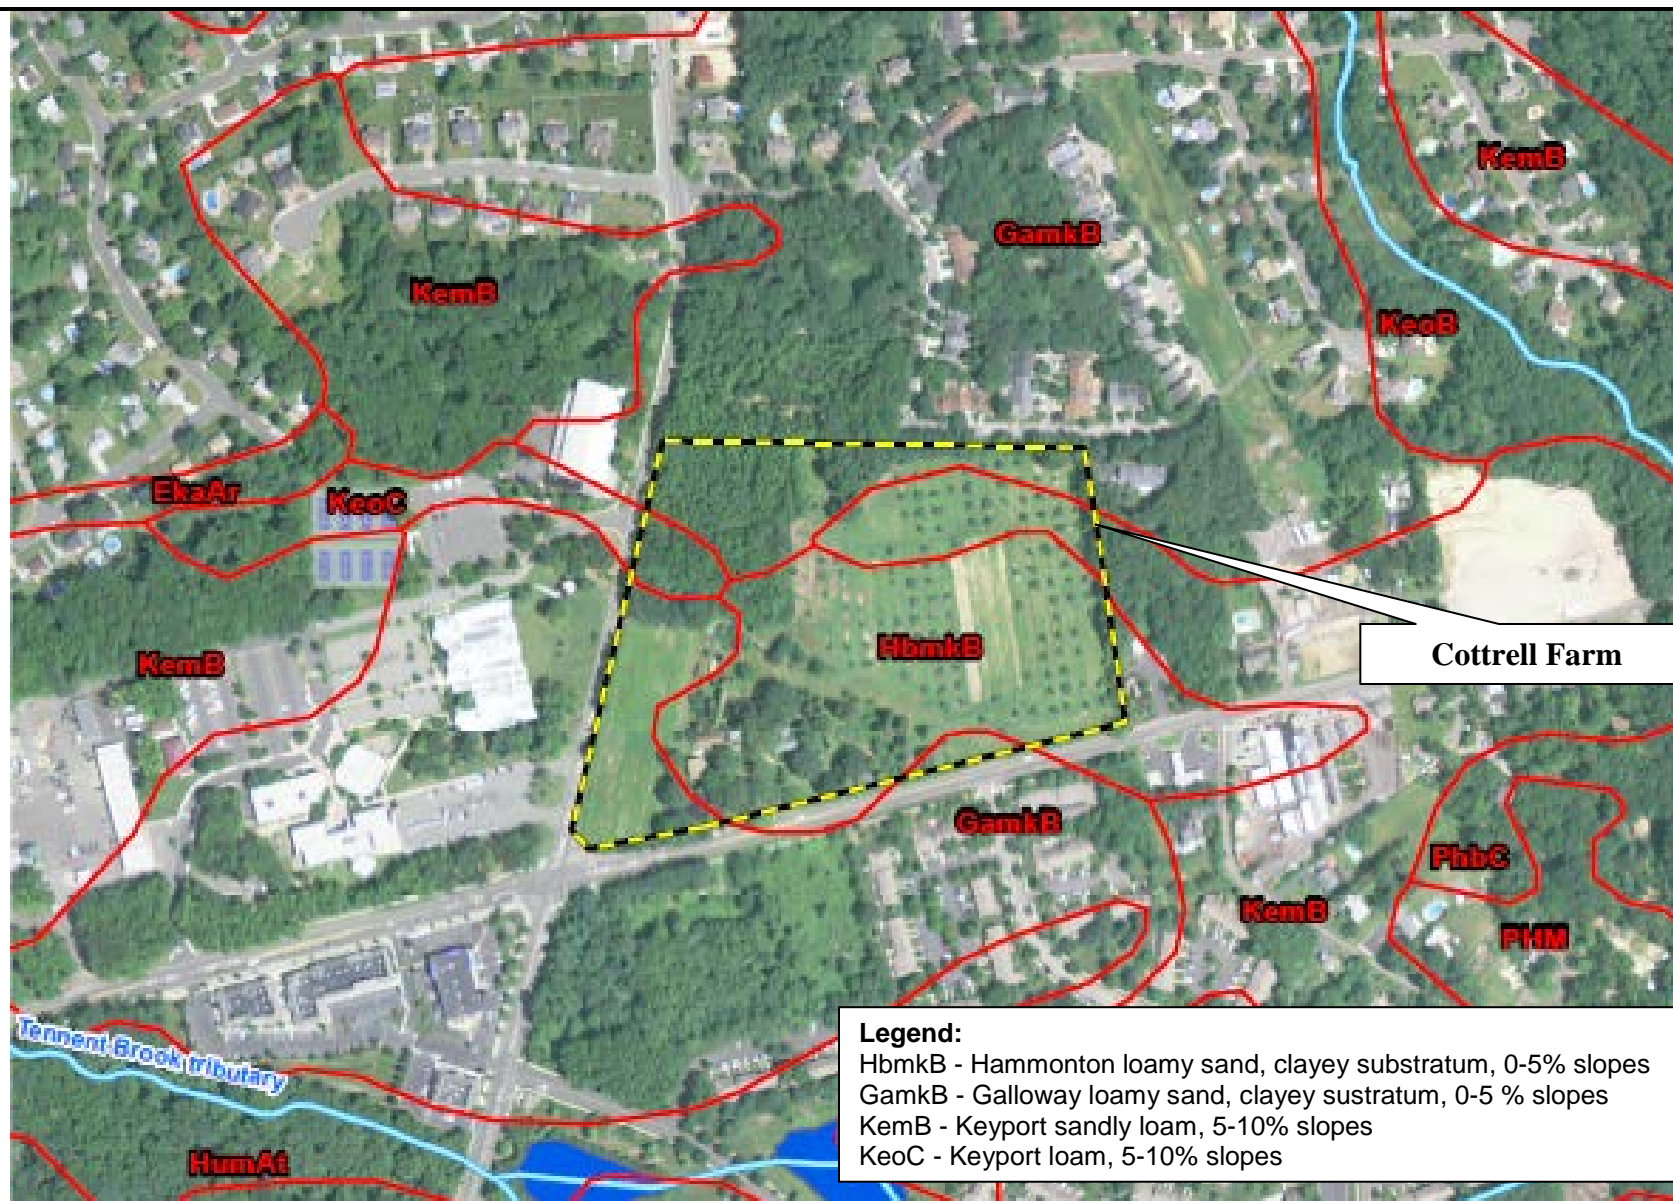 KemB
GamkB
KemB
KeoB
EkaAr
KeoC
HbmkB
KemB
Cottrell Farm
GamkB
PhbC
KemB
PHM
Tennent Brook tributary
HumAt
Legend:
HbmkB - Hammonton loamy sand, clayey substratum, 0-5% slopes
GamkB - Galloway loamy sand, clayey sustratum, 0-5 % slopes
KemB - Keyport sandly loam, 5-10% slopes
KeoC - Keyport loam, 5-10% slopes